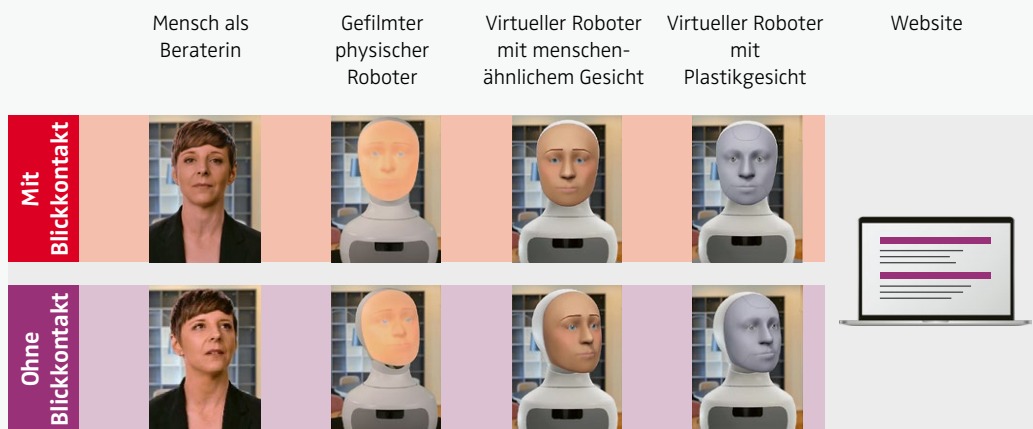 Mensch als
Beraterin
Gefilmter
physischer
Roboter
Virtueller Roboter
mit menschen-
ähnlichem Gesicht
Virtueller Roboter
mit
Plastikgesicht
Website
Mit
Blickkontakt
Ohne
Blickkontakt